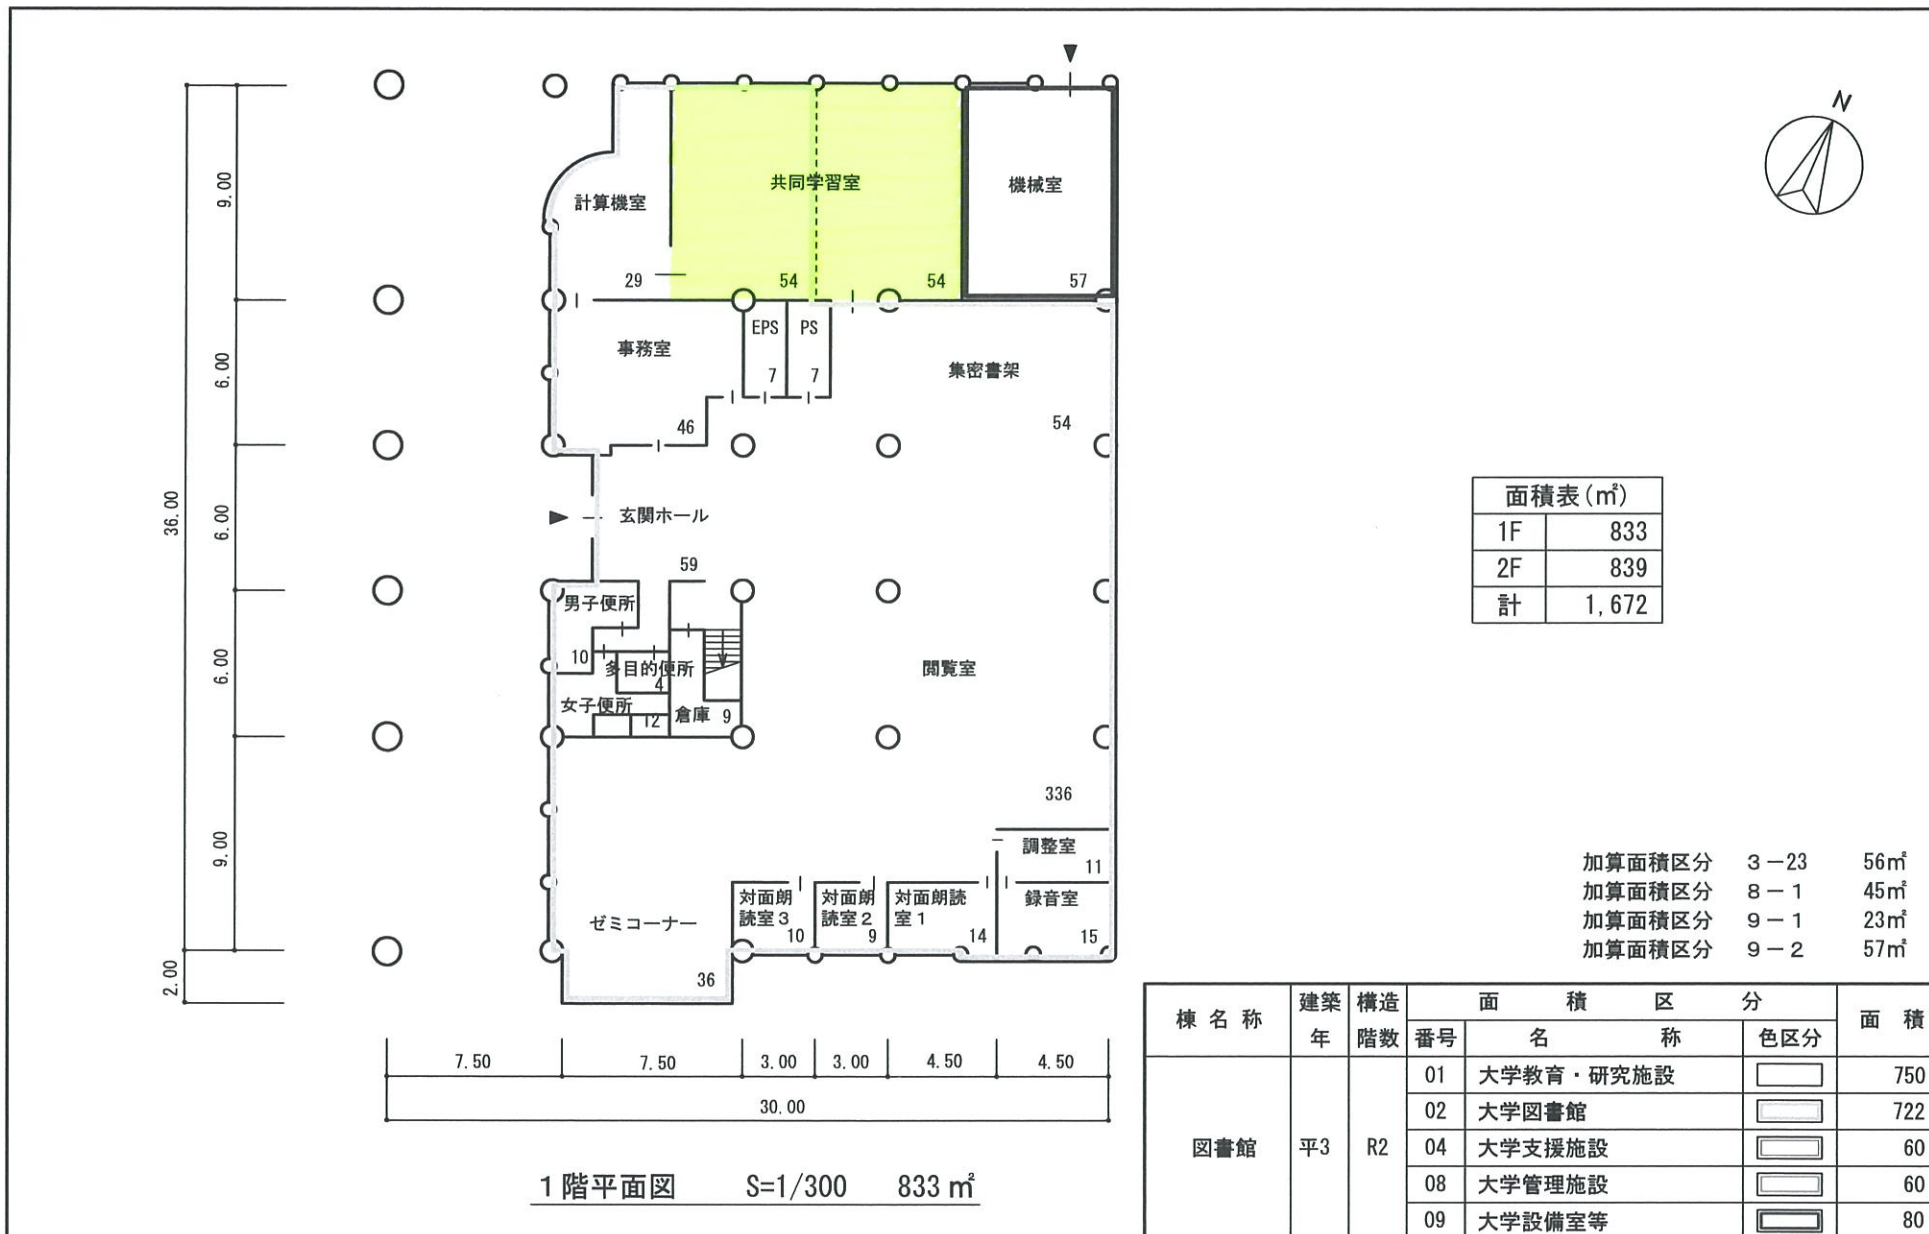 N
9.00
6.00
6.00
6.00
9.00
36.00
2.00
共同学習室
機械室
計算機室
29
54
54
57
事務室
EPS
PS
7
7
集密書架
46
54
玄関ホール
59
男子便所
10
多目的便所
4
女子便所
12
倉庫
9
閲覧室
336
調整室
11
対面朗
読室3
10
対面朗
読室2
9
対面朗読
室1
14
録音室
15
ゼミコーナー
36
7.50
7.50
3.00
3.00
4.50
4.50
30.00
1階平面図 S=1/300 833㎡
面積表(㎡)
1F 833
2F 839
計 1,672
加算面積区分 3-23 56㎡
加算面積区分 8-1 45㎡
加算面積区分 9-1 23㎡
加算面積区分 9-2 57㎡
棟名称 建築年 構造階数 面積区分 面積
番号 名称 色区分
図書館 平3 R2
01 大学教育・研究施設 750
02 大学図書館 722
04 大学支援施設 60
08 大学管理施設 60
09 大学設備室等 80